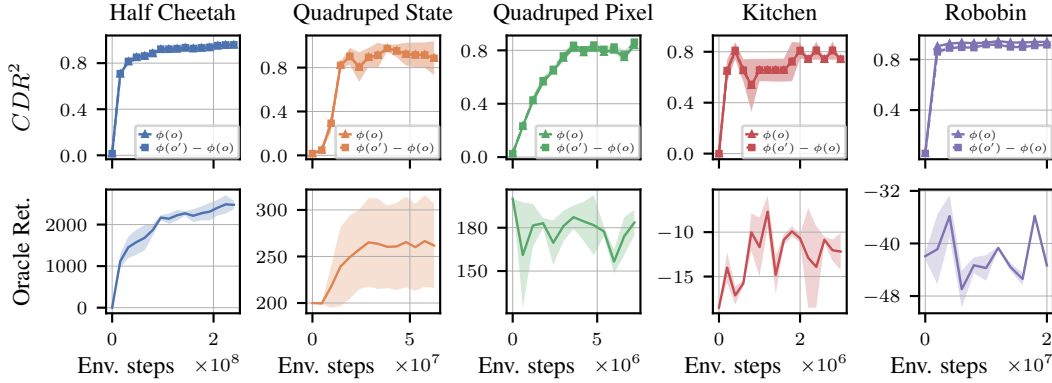 Half Cheetah Quadruped State Quadruped Pixel Kitchen Robobin
CDR²
0.8 0.8 0.8 0.8 0.8
0.4 0.4 0.4 0.4 0.4
0.0 0.0 0.0 0.0 0.0
ϕ(o) ϕ(o) ϕ(o) ϕ(o) ϕ(o)
ϕ(o′) − ϕ(o) ϕ(o′) − ϕ(o) ϕ(o′) − ϕ(o) ϕ(o′) − ϕ(o) ϕ(o′) − ϕ(o)
Oracle Ret.
2000 1000 0
300 250 200
180 150
−10 −15
−32 −40 −48
0 2 0 5 0 5 0 2 0 2
Env. steps ×10⁸ Env. steps ×10⁷ Env. steps ×10⁶ Env. steps ×10⁶ Env. steps ×10⁷